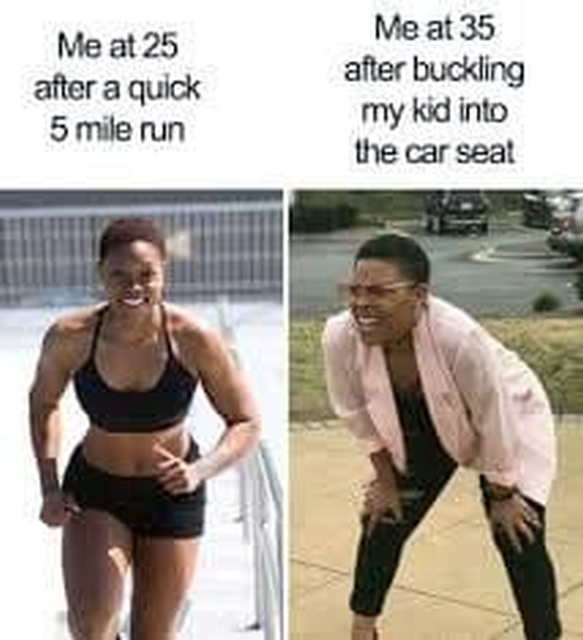 Me at 25
after a quick
5 mile run
Me at 35
after buckling
my kid into
the car seat